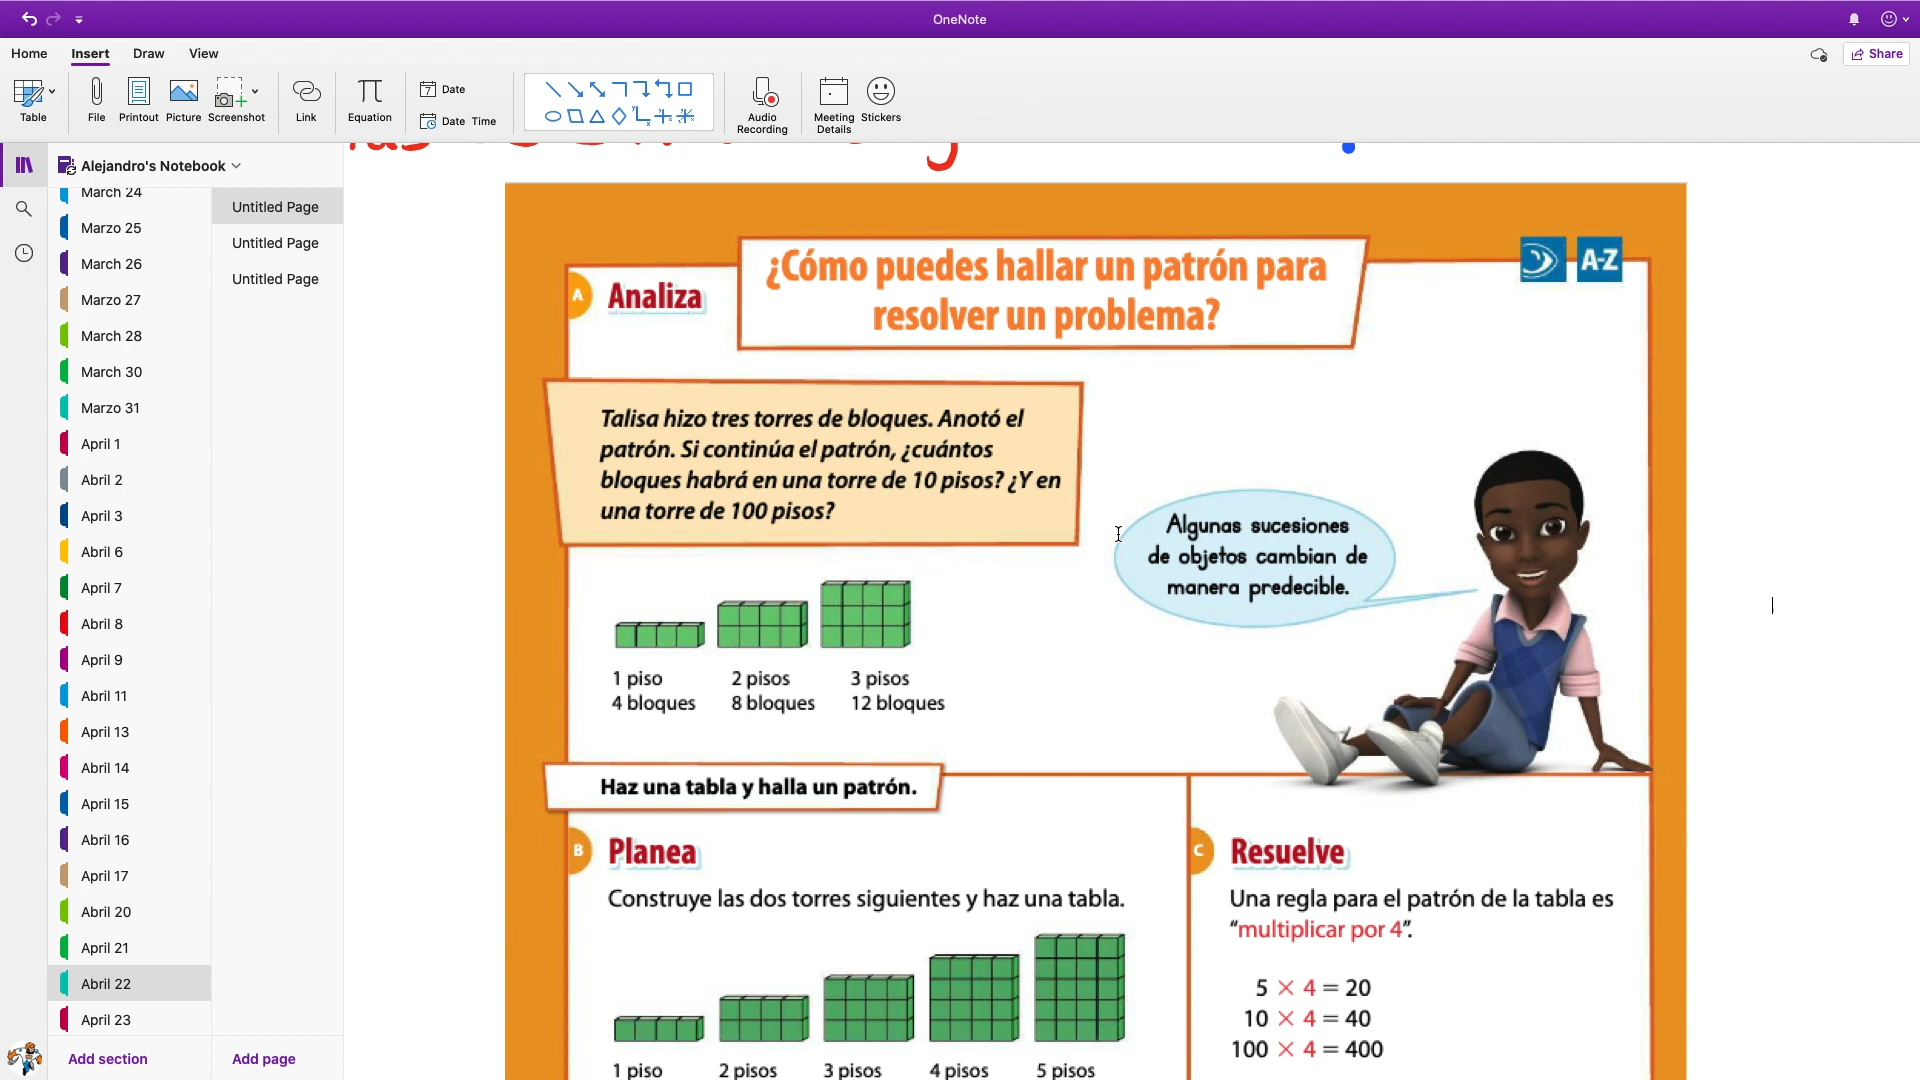 OneNote
Home Insert Draw View
Share
Table
File
Printout
Picture
Screenshot
Link
Equation
7 Date
Date Time
Audio
Recording
Meeting
Details
Stickers
Alejandro's Notebook
March 24
Marzo 25
March 26
Marzo 27
March 28
March 30
Marzo 31
April 1
Abril 2
April 3
Abril 6
April 7
Abril 8
April 9
Abril 11
April 13
Abril 14
April 15
Abril 16
April 17
Abril 20
April 21
Abril 22
April 23
Add section
Untitled Page
Untitled Page
Untitled Page
Add page
¿Cómo puedes hallar un patrón para
resolver un problema?
A-Z
A Analiza
Talisa hizo tres torres de bloques. Anotó el
patrón. Si continúa el patrón, ¿cuántos
bloques habrá en una torre de 10 pisos? ¿Y en
una torre de 100 pisos?
Algunas sucesiones
de objetos cambian de
manera predecible.
1 piso 2 pisos 3 pisos
4 bloques 8 bloques 12 bloques
Haz una tabla y halla un patrón.
B Planea
Construye las dos torres siguientes y haz una tabla.
1 piso 2 pisos 3 pisos 4 pisos 5 pisos
C Resuelve
Una regla para el patrón de la tabla es
“multiplicar por 4”.
5 × 4 = 20
10 × 4 = 40
100 × 4 = 400